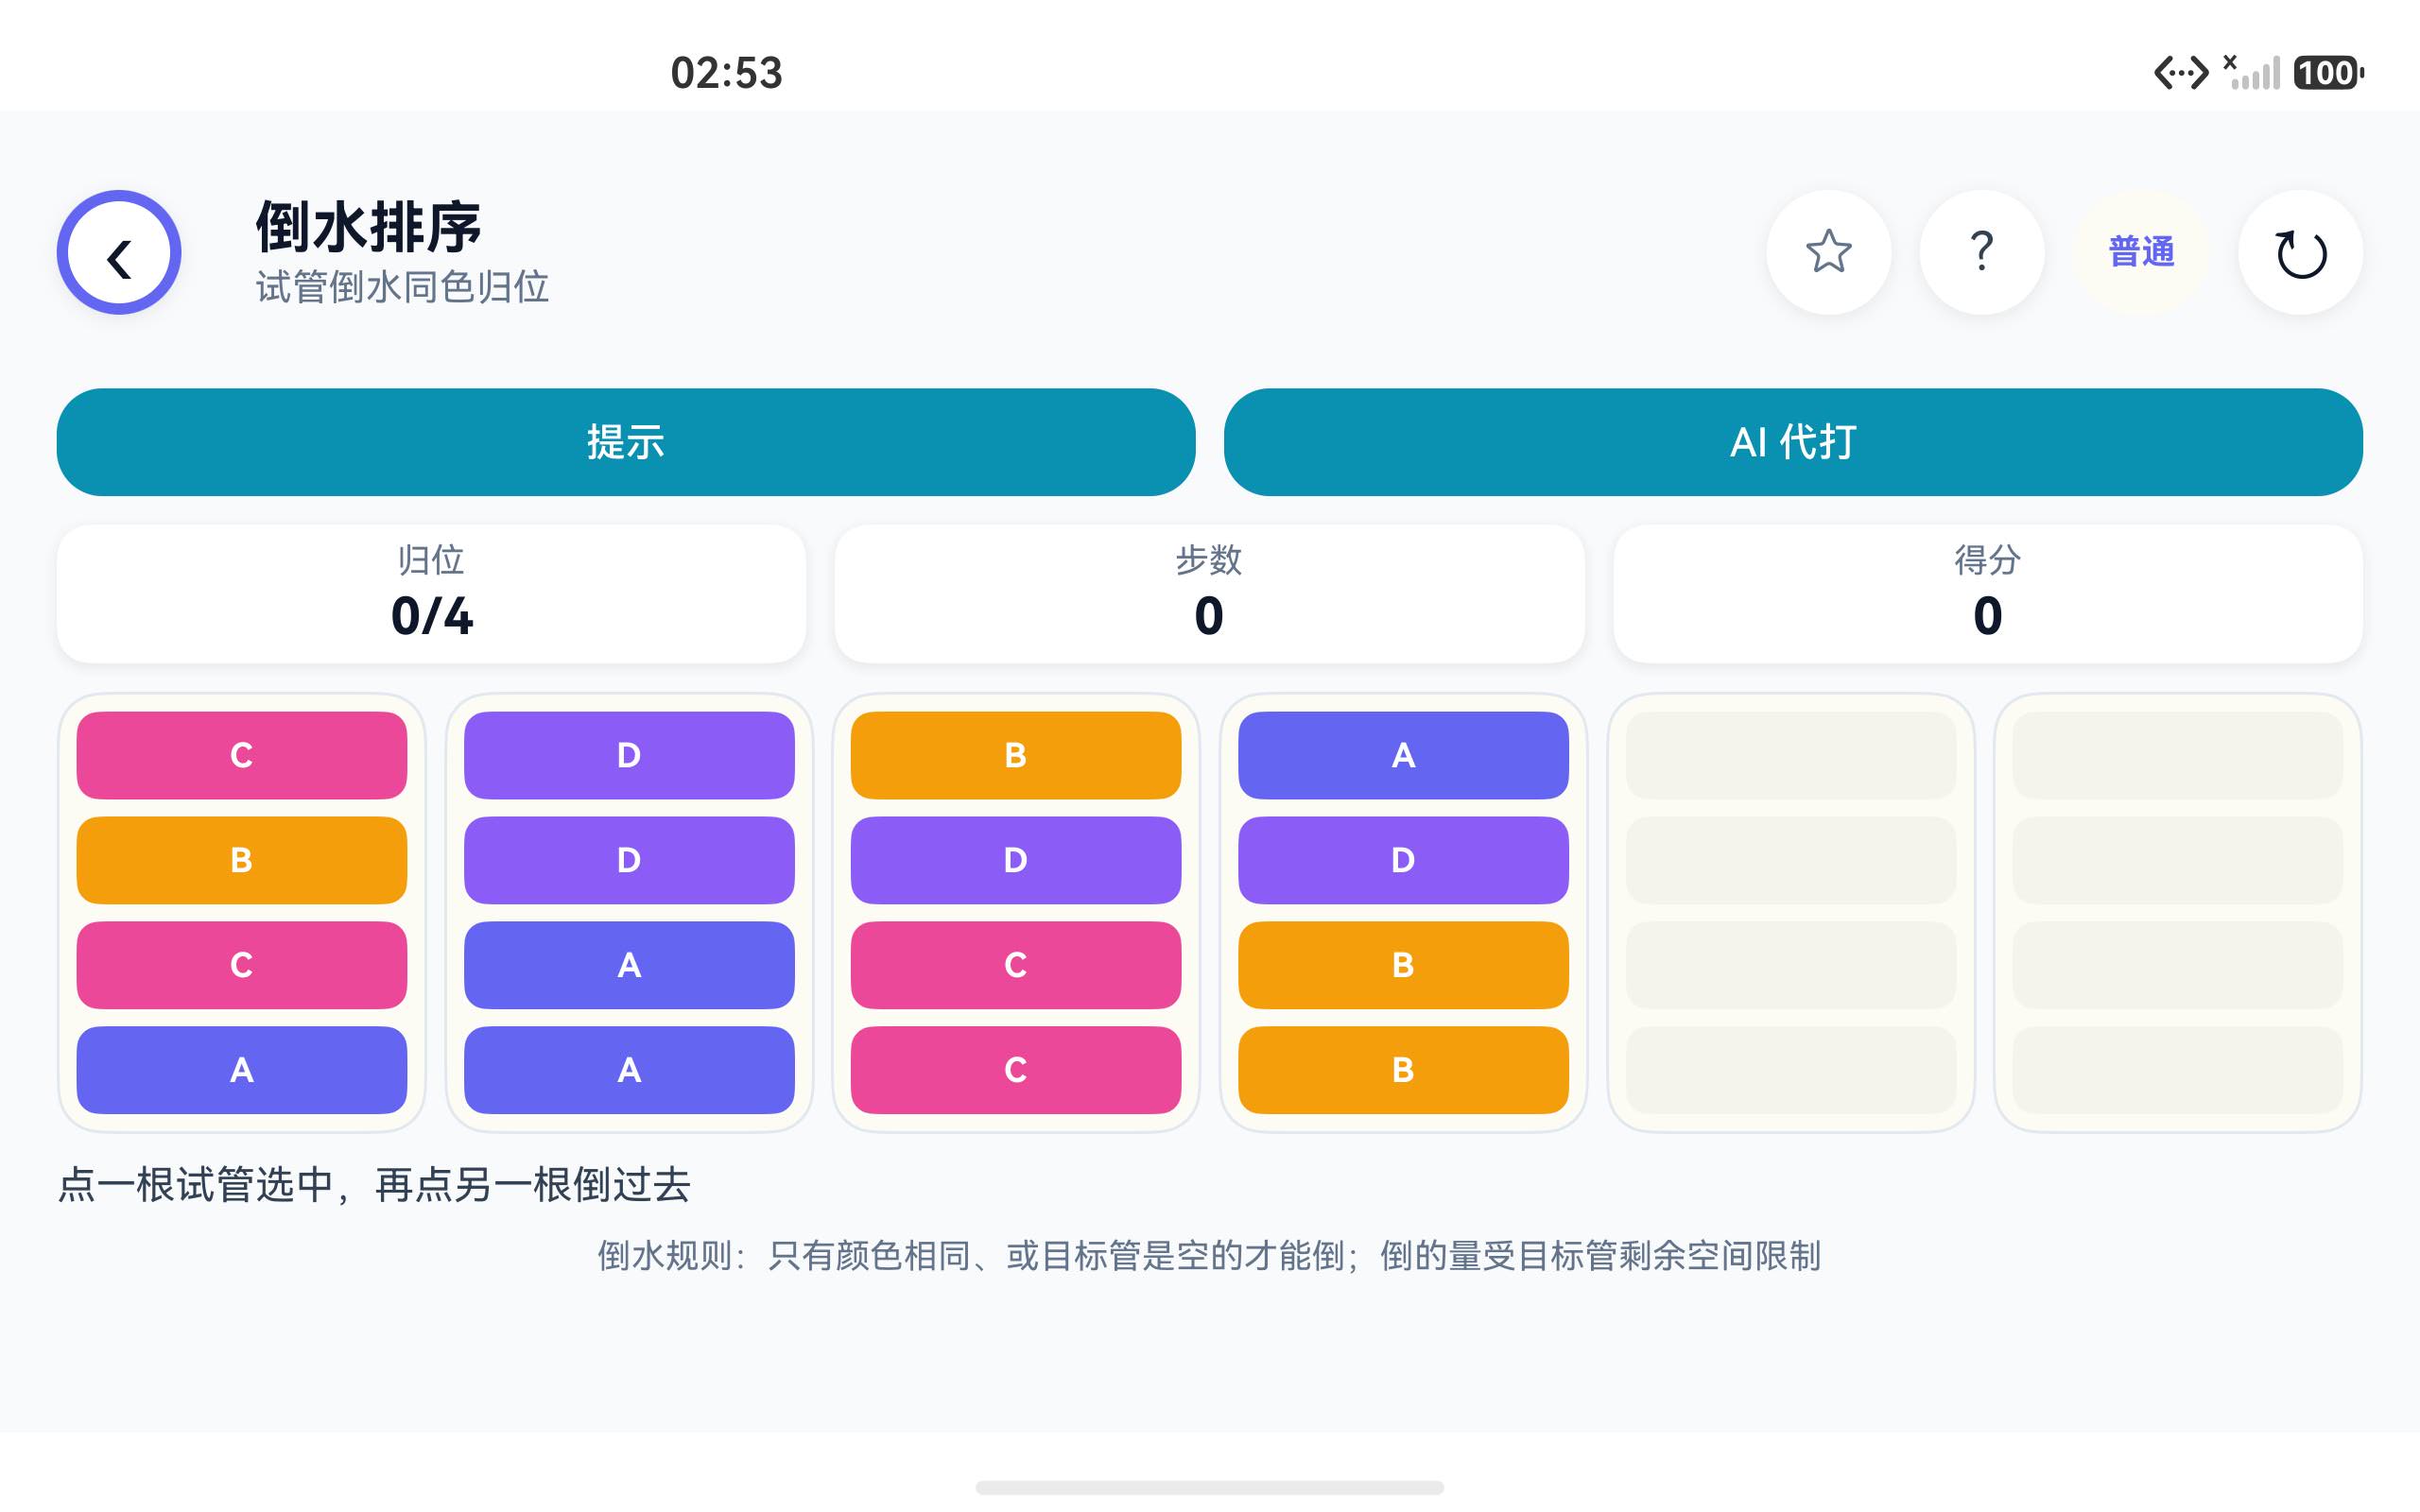 02:53
100
倒水排序
试管倒水同色归位
?
普通
提示
AI 代打
归位
0/4
步数
0
得分
0
C D B A
B D D D
C A C B
A A C B
点一根试管选中，再点另一根倒过去
倒水规则：只有颜色相同、或目标管是空的才能倒；倒的量受目标管剩余空间限制